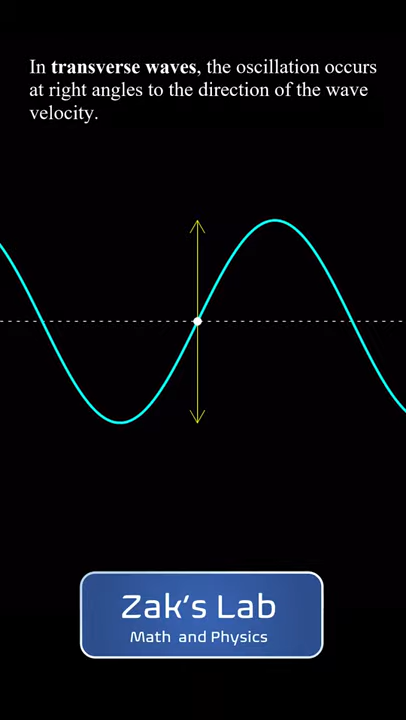 In transverse waves, the oscillation occurs
at right angles to the direction of the wave
velocity.
Zak's Lab
Math and Physics